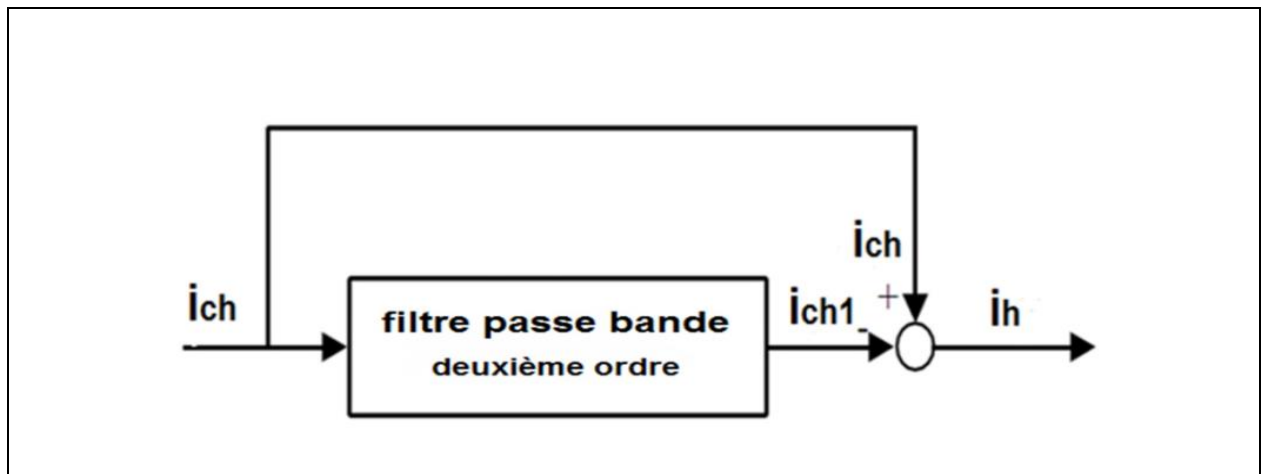 ich
+
ich
ich1
-
ih
filtre passe bande
deuxième ordre